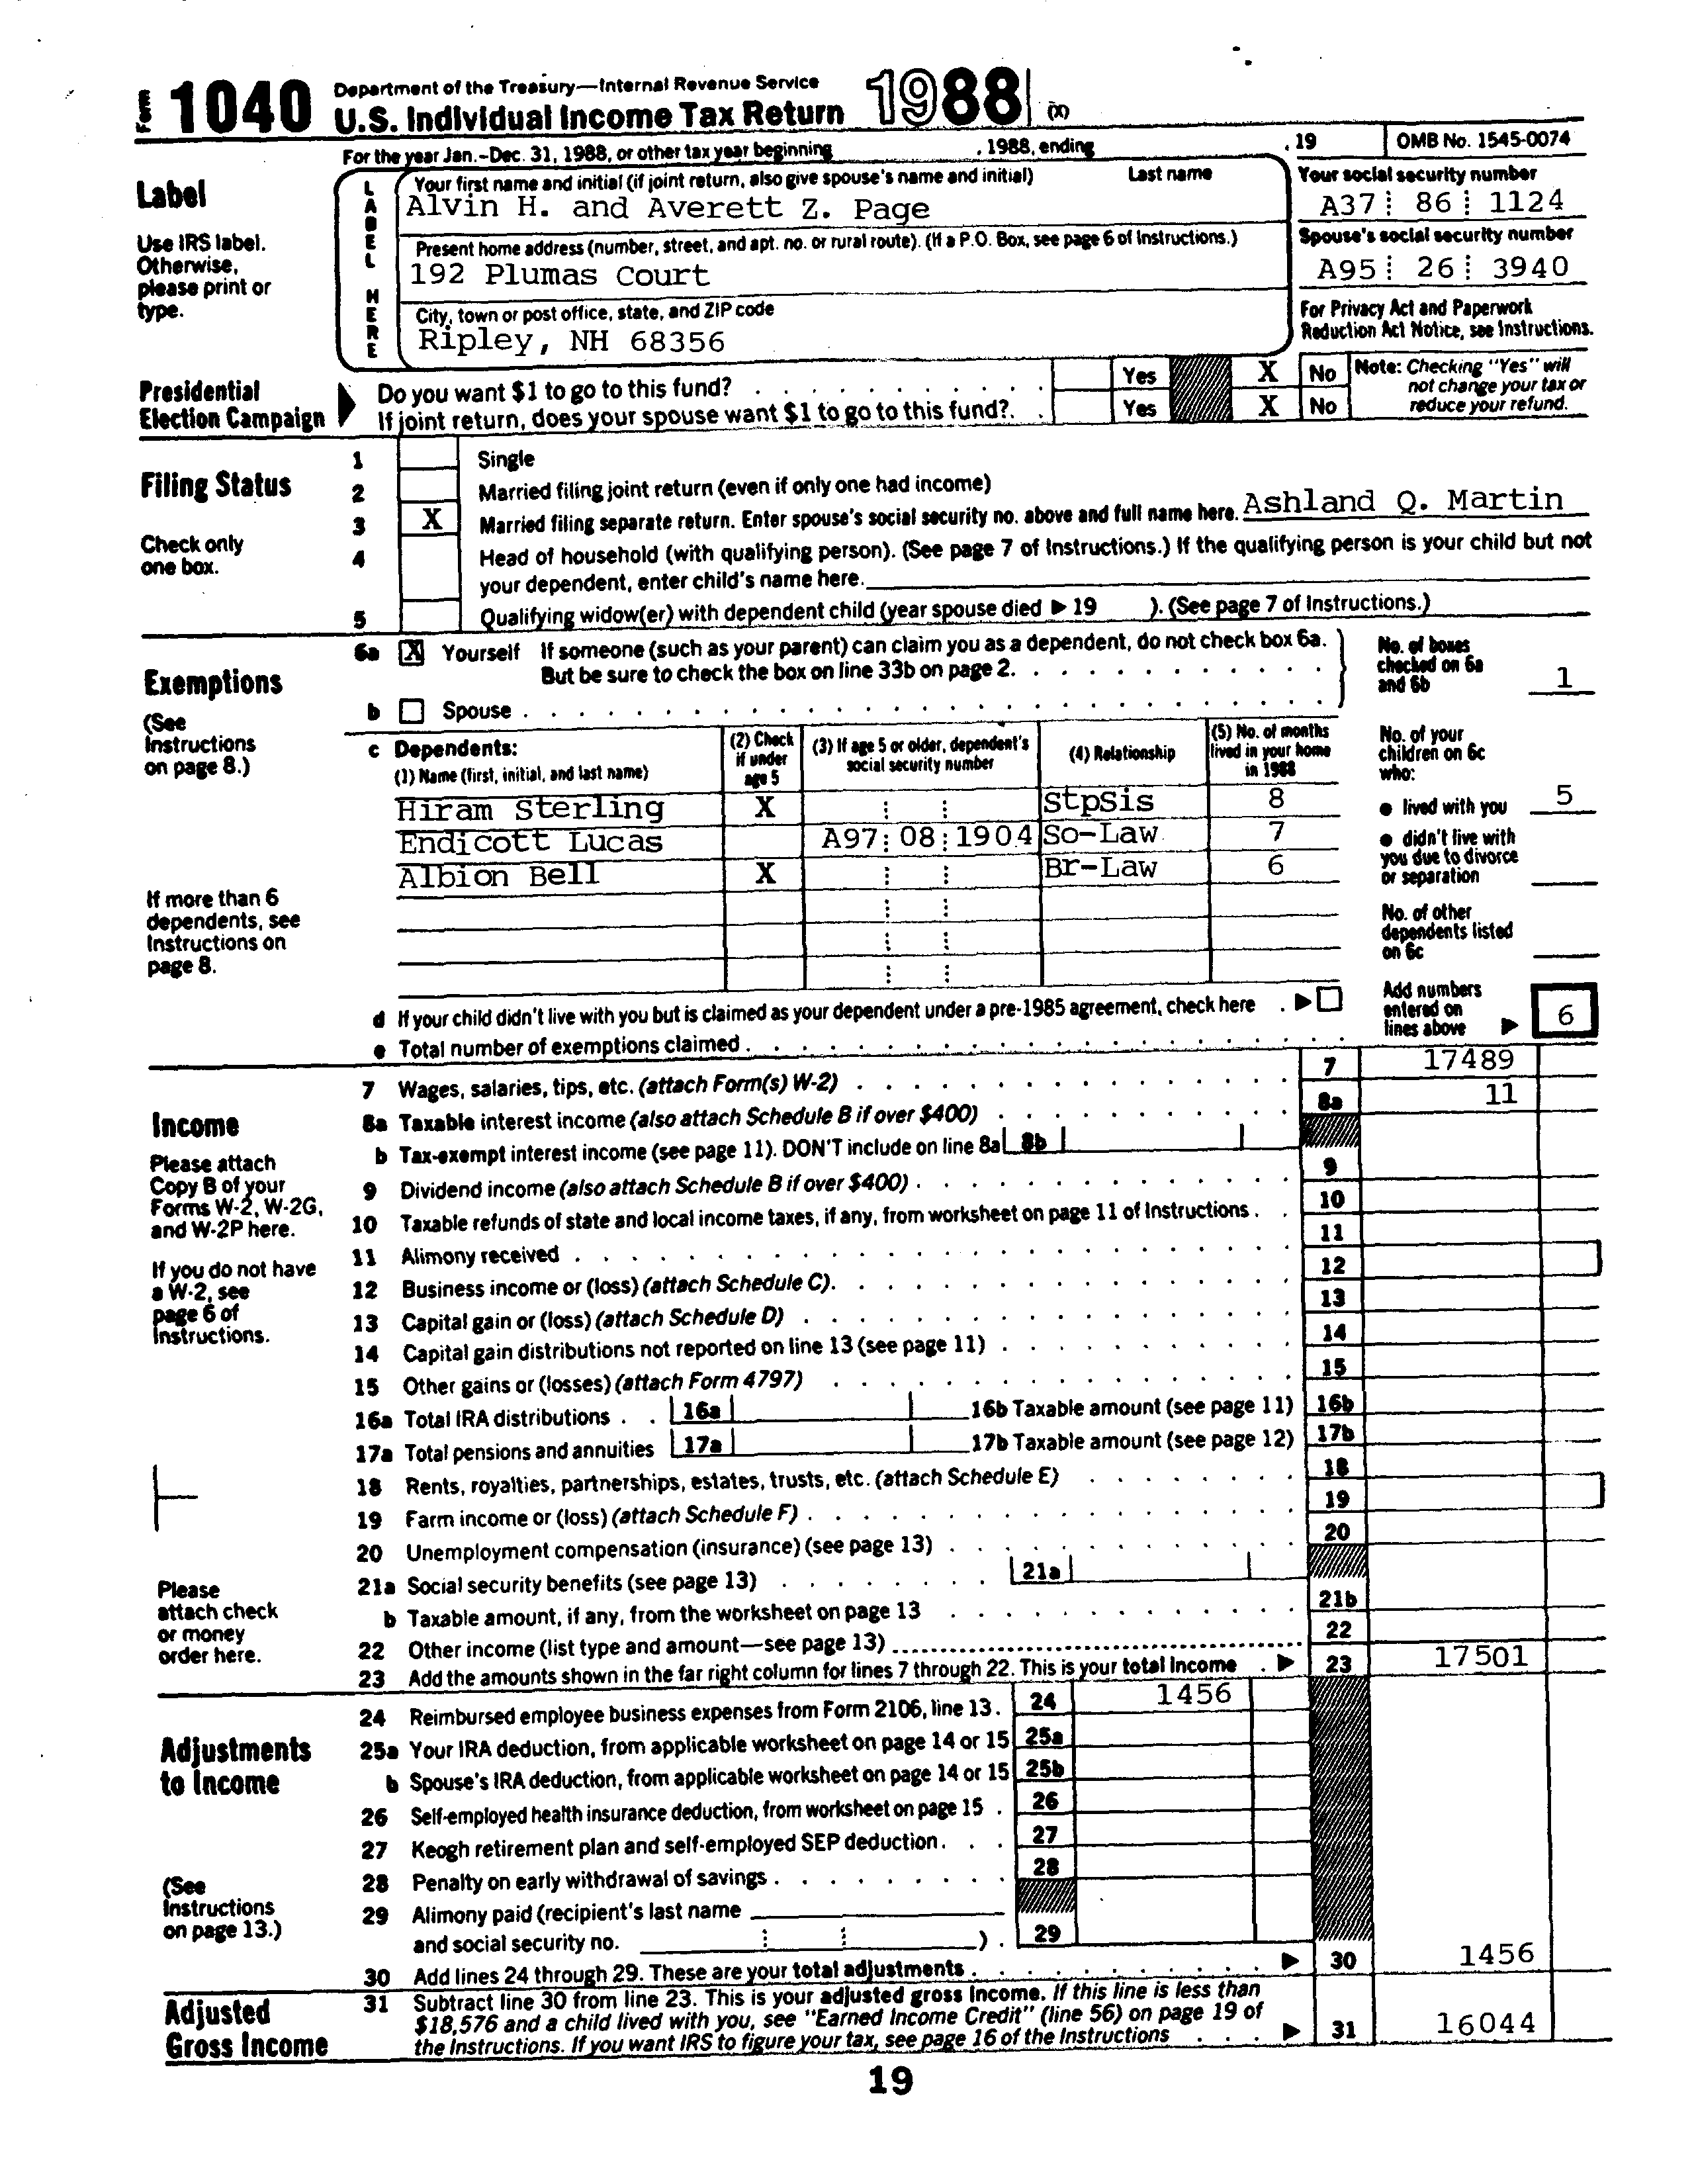 Form 1040 Department of the Treasury—Internal Revenue Service
U.S. Individual Income Tax Return 1988 (X)
For the year Jan.-Dec. 31, 1988, or other tax year beginning , 1988, ending , 19 OMB No. 1545-0074
Label
Use IRS label. Otherwise, please print or type.
LABEL HERE
Your first name and initial (if joint return, also give spouse's name and initial) Last name
Alvin H. and Averett Z. Page
Your social security number
A37 86 1124
Present home address (number, street, and apt. no. or rural route). (If a P.O. Box, see page 6 of Instructions.)
192 Plumas Court
Spouse's social security number
A95 26 3940
City, town or post office, state, and ZIP code
Ripley, NH 68356
For Privacy Act and Paperwork Reduction Act Notice, see Instructions.
Presidential Election Campaign
Do you want $1 to go to this fund? Yes X No
If joint return, does your spouse want $1 to go to this fund?. Yes X No
Note: Checking "Yes" will not change your tax or reduce your refund.
Filing Status
Check only one box.
1 Single
2 Married filing joint return (even if only one had income)
3 X Married filing separate return. Enter spouse's social security no. above and full name here. Ashland Q. Martin
4 Head of household (with qualifying person). (See page 7 of Instructions.) If the qualifying person is your child but not
your dependent, enter child's name here.
5 Qualifying widow(er) with dependent child (year spouse died ▶ 19 ). (See page 7 of Instructions.)
Exemptions
(See Instructions on page 8.)
6a X Yourself If someone (such as your parent) can claim you as a dependent, do not check box 6a.
But be sure to check the box on line 33b on page 2.
b Spouse
No. of boxes checked on 6a and 6b 1
c Dependents:
(1) Name (first, initial, and last name) (2) Check if under age 5 (3) If age 5 or older, dependent's social security number (4) Relationship (5) No. of months lived in your home in 1988
Hiram Sterling X StpSis 8
Endicott Lucas A97 08 1904 So-Law 7
Albion Bell X Br-Law 6
If more than 6 dependents, see Instructions on page 8.
No. of your children on 6c who:
● lived with you 5
● didn't live with you due to divorce or separation
No. of other dependents listed on 6c
d If your child didn't live with you but is claimed as your dependent under a pre-1985 agreement, check here . ▶
e Total number of exemptions claimed
Add numbers entered on lines above ▶ 6
Income
Please attach Copy B of your Forms W-2, W-2G, and W-2P here.
If you do not have a W-2, see page 6 of Instructions.
Please attach check or money order here.
7 Wages, salaries, tips, etc. (attach Form(s) W-2) 7 17489
8a Taxable interest income (also attach Schedule B if over $400) 8a 11
b Tax-exempt interest income (see page 11). DON'T include on line 8a 8b
9 Dividend income (also attach Schedule B if over $400) 9
10 Taxable refunds of state and local income taxes, if any, from worksheet on page 11 of Instructions 10
11 Alimony received 11
12 Business income or (loss) (attach Schedule C). 12
13 Capital gain or (loss) (attach Schedule D) 13
14 Capital gain distributions not reported on line 13 (see page 11) 14
15 Other gains or (losses) (attach Form 4797) 15
16a Total IRA distributions 16a 16b Taxable amount (see page 11) 16b
17a Total pensions and annuities 17a 17b Taxable amount (see page 12) 17b
18 Rents, royalties, partnerships, estates, trusts, etc. (attach Schedule E) 18
19 Farm income or (loss) (attach Schedule F) 19
20 Unemployment compensation (insurance) (see page 13) 20
21a Social security benefits (see page 13) 21a
b Taxable amount, if any, from the worksheet on page 13 21b
22 Other income (list type and amount—see page 13) 22
23 Add the amounts shown in the far right column for lines 7 through 22. This is your total income ▶ 23 17501
Adjustments to Income
(See Instructions on page 13.)
24 Reimbursed employee business expenses from Form 2106, line 13. 24 1456
25a Your IRA deduction, from applicable worksheet on page 14 or 15 25a
b Spouse's IRA deduction, from applicable worksheet on page 14 or 15 25b
26 Self-employed health insurance deduction, from worksheet on page 15 26
27 Keogh retirement plan and self-employed SEP deduction. 27
28 Penalty on early withdrawal of savings 28
29 Alimony paid (recipient's last name
and social security no. ) 29
30 Add lines 24 through 29. These are your total adjustments ▶ 30 1456
Adjusted Gross Income
31 Subtract line 30 from line 23. This is your adjusted gross income. If this line is less than
$18,576 and a child lived with you, see "Earned Income Credit" (line 56) on page 19 of
the Instructions. If you want IRS to figure your tax, see page 16 of the Instructions ▶ 31 16044
19